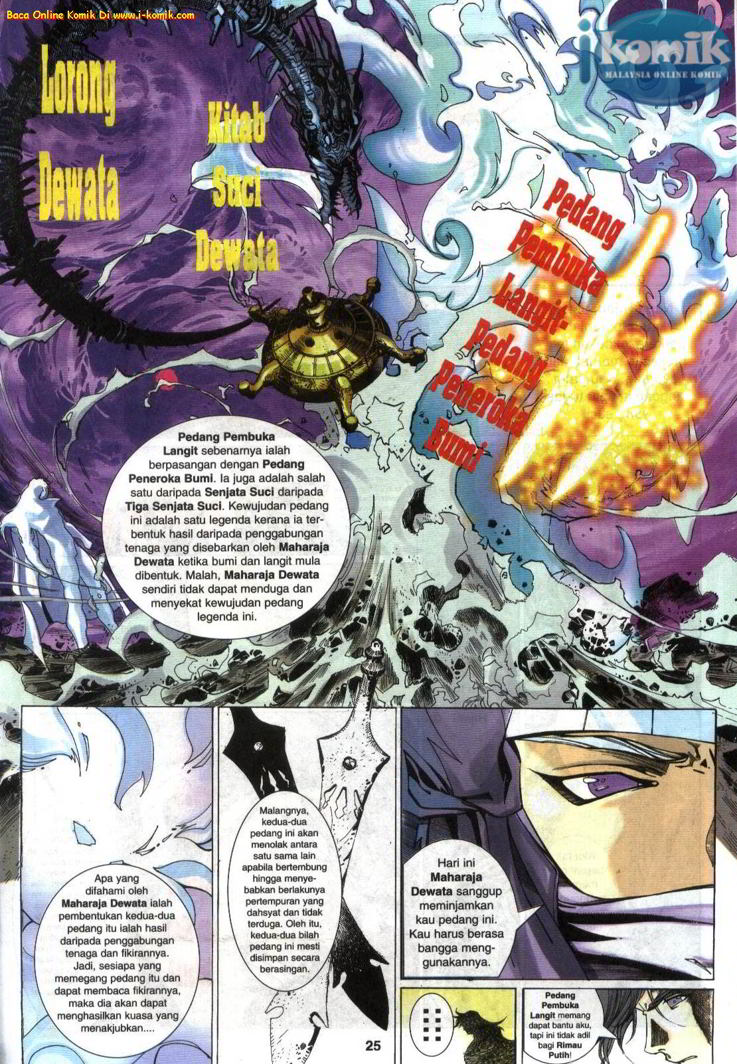 Baca Online Komik Di www.i-komik.com
ikomik
MALAYSIA ONLINE KOMIK
Lorong
Dewata
Kitab
Suci
Dewata
Pedang
Pembuka
Langit-
Pedang
Peneroka
Bumi
Pedang Pembuka
Langit sebenarnya ialah
berpasangan dengan Pedang
Peneroka Bumi. Ia juga adalah salah
satu daripada Senjata Suci daripada
Tiga Senjata Suci. Kewujudan pedang
ini adalah satu legenda kerana ia ter-
bentuk hasil daripada penggabungan
tenaga yang disebarkan oleh Maharaja
Dewata ketika bumi dan langit mula
dibentuk. Malah, Maharaja Dewata
sendiri tidak dapat menduga dan
menyekat kewujudan pedang
legenda ini.
Apa yang
difahami oleh
Maharaja Dewata ialah
pembentukan kedua-dua
pedang itu ialah hasil
daripada penggabungan
tenaga dan fikirannya.
Jadi, sesiapa yang
memegang pedang itu dan
dapat membaca fikirannya,
maka dia akan dapat
menghasilkan kuasa yang
menakjubkan....
Malangnya,
kedua-dua
pedang ini akan
menolak antara
satu sama lain
apabila bertembung
hingga menye-
babkan berlakunya
pertempuran yang
dahsyat dan tidak
terduga. Oleh itu,
kedua-dua bilah
pedang ini mesti
disimpan secara
berasingan.
Hari ini
Maharaja
Dewata sanggup
meminjamkan
kau pedang ini.
Kau harus berasa
bangga meng-
gunakannya.
Pedang
Pembuka
Langit memang
dapat bantu aku,
tapi ini tidak adil
bagi Rimau
Putih!
25